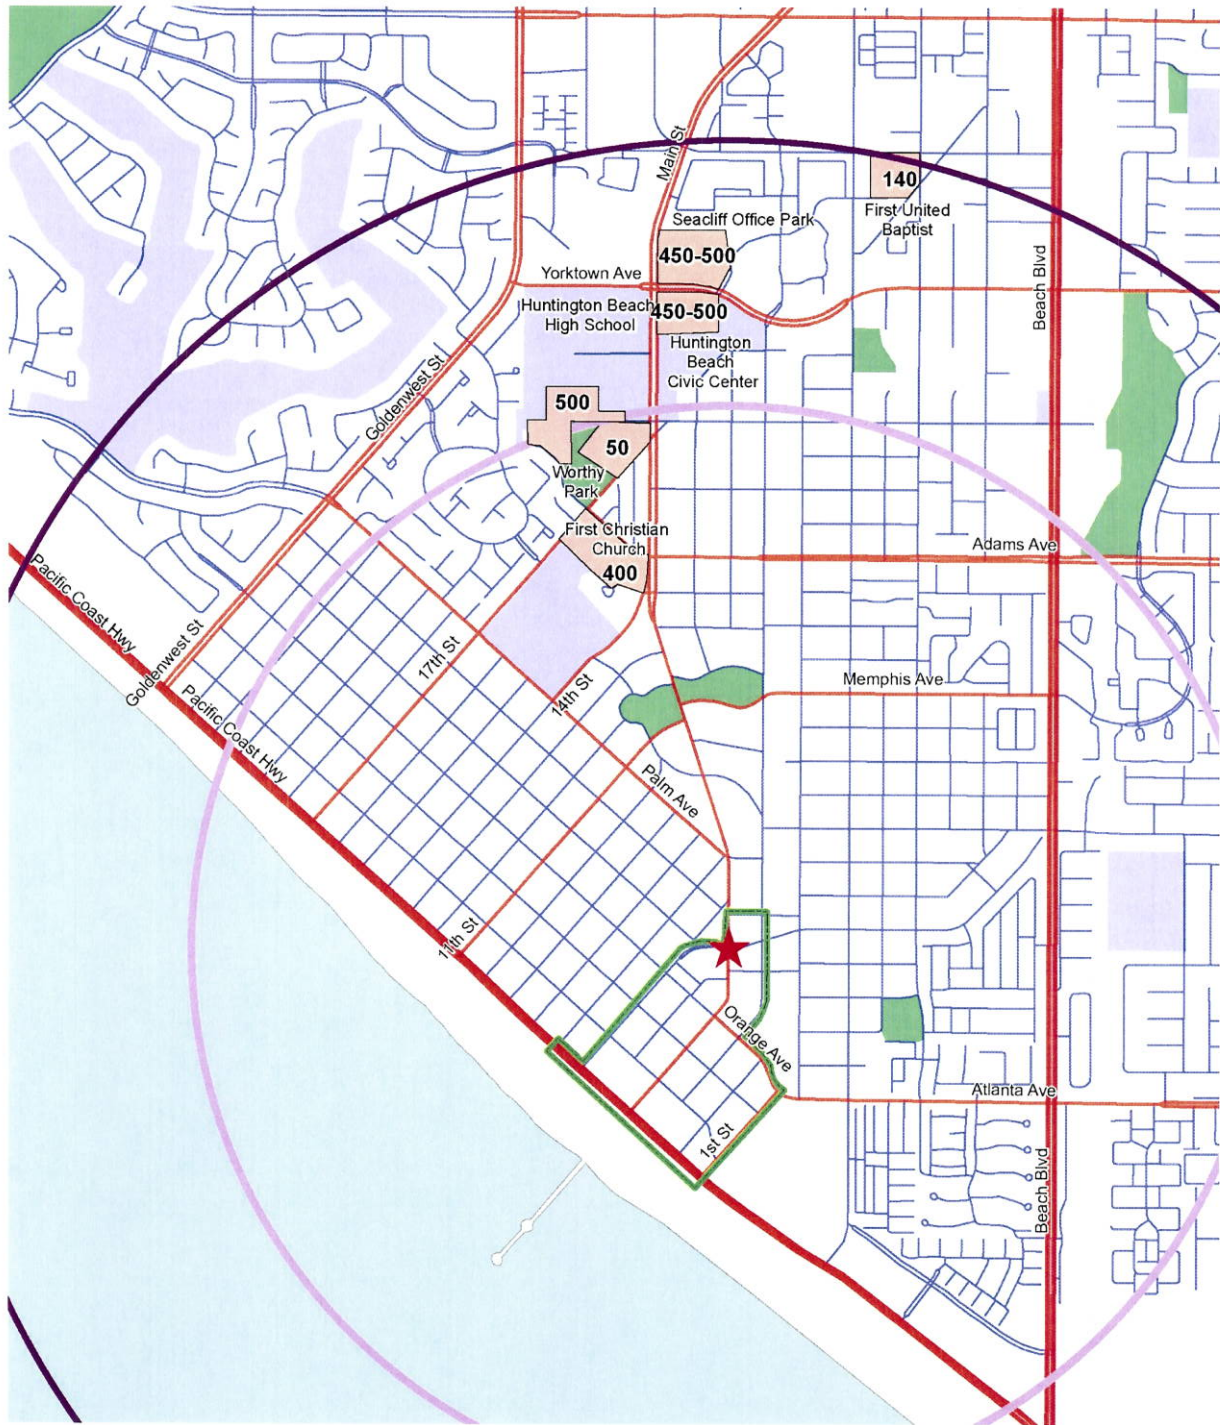 Main St
140
First United
Baptist
Seacliff Office Park
450-500
Yorktown Ave
Beach Blvd
Huntington Beach
High School
450-500
Huntington
Beach
Civic Center
Goldenwest St
500
50
Worthy
Park
First Christian
Church
400
Adams Ave
Pacific Coast Hwy
Goldenwest St
17th St
14th St
Memphis Ave
Pacific Coast Hwy
Palm Ave
11th St
Orange Ave
Atlanta Ave
1st St
Beach Blvd